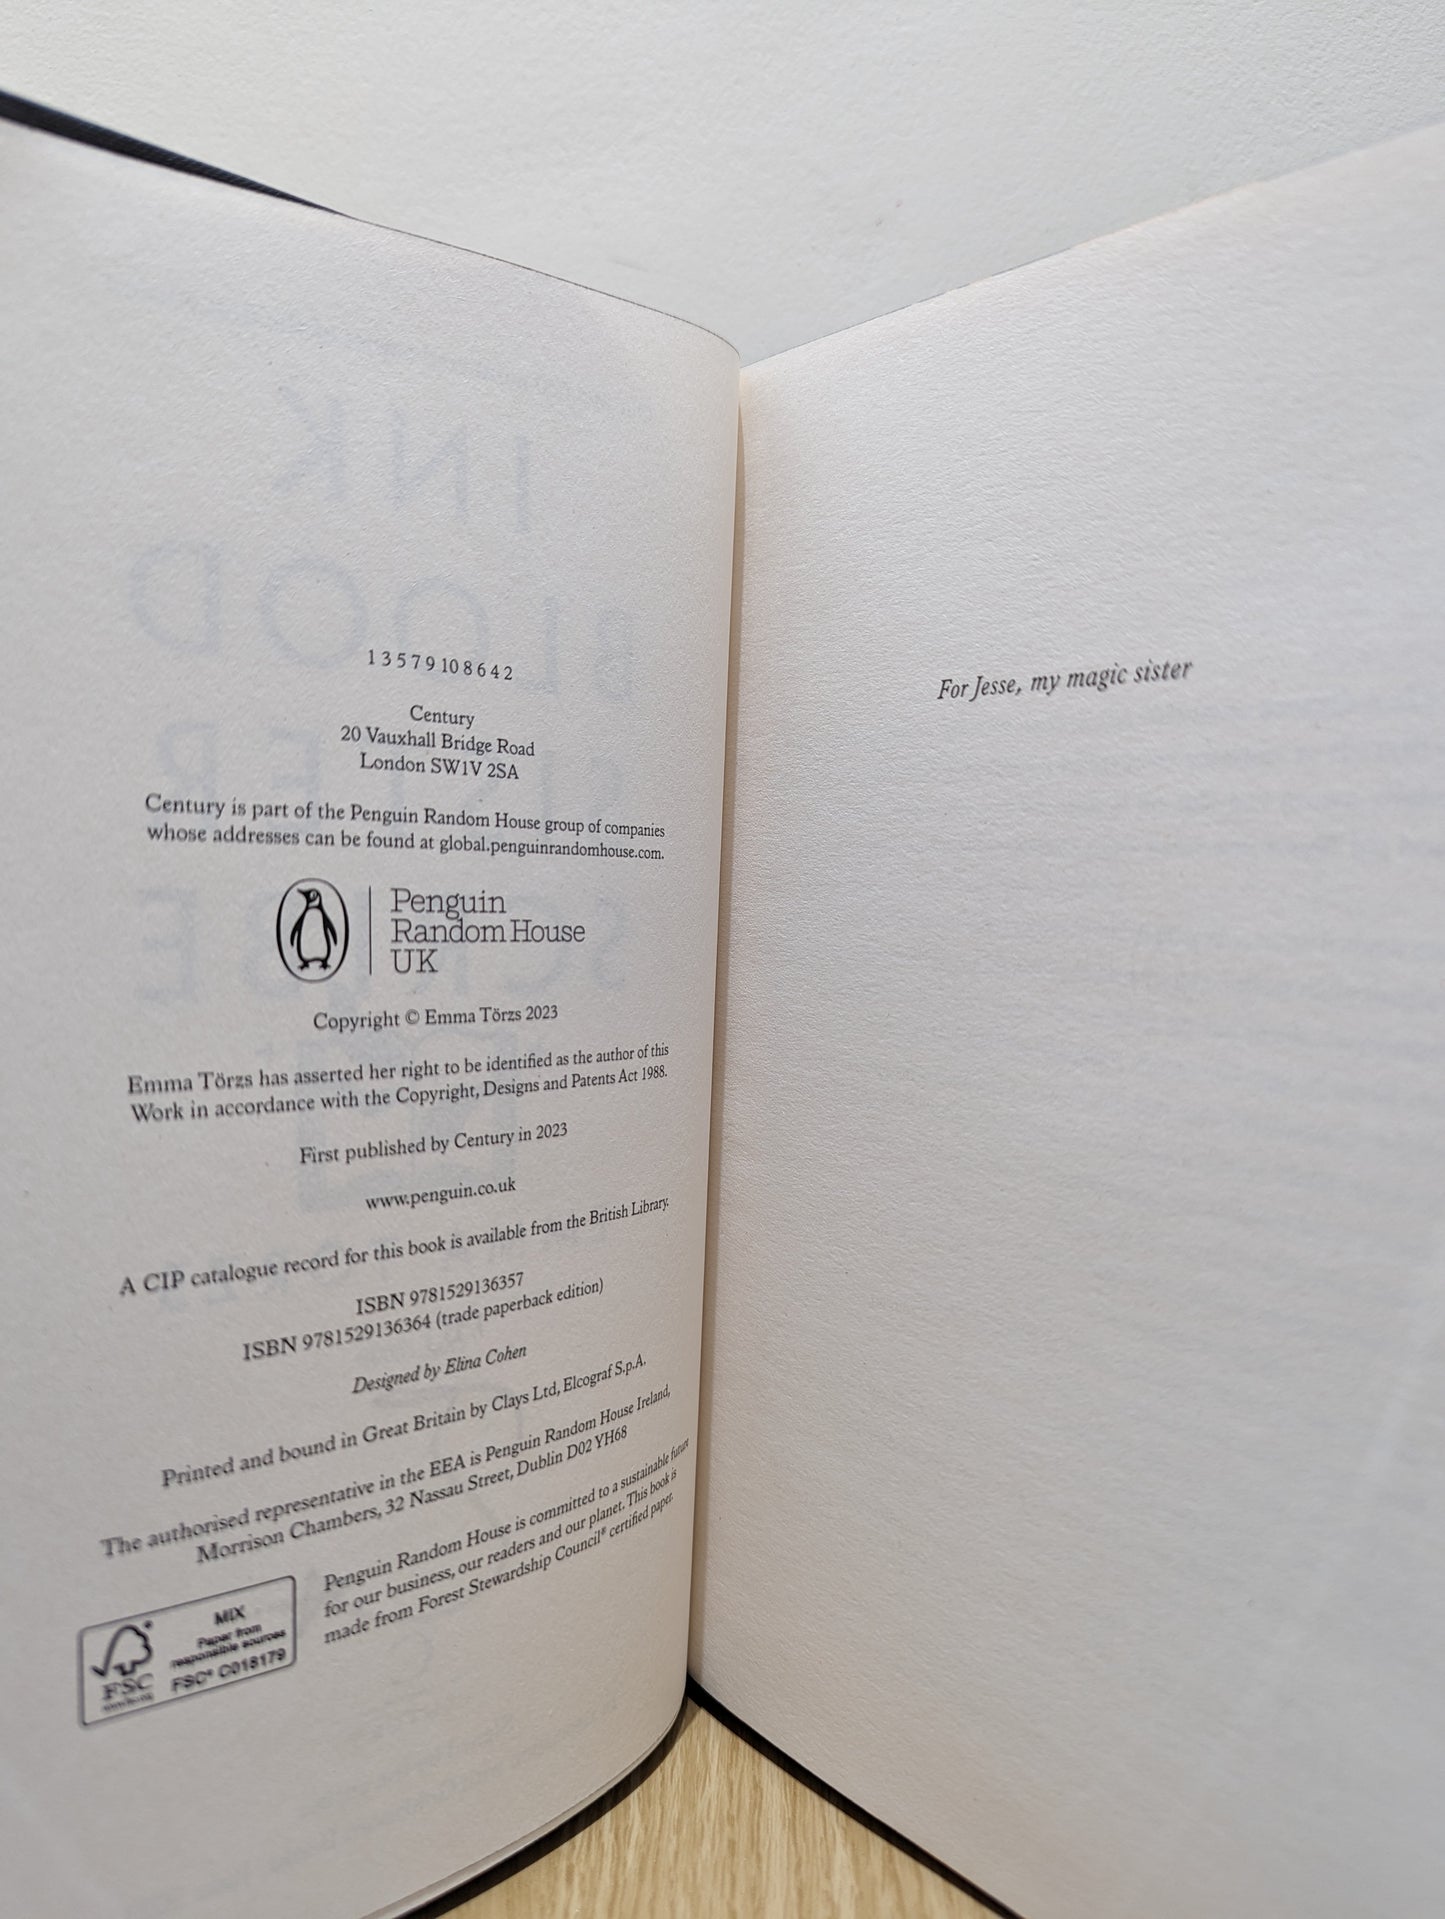 1 3 5 7 9 10 8 6 4 2
Century
20 Vauxhall Bridge Road
London SW1V 2SA
Century is part of the Penguin Random House group of companies
whose addresses can be found at global.penguinrandomhouse.com.
Penguin
Random House
UK
Copyright © Emma Törzs 2023
Emma Törzs has asserted her right to be identified as the author of this
Work in accordance with the Copyright, Designs and Patents Act 1988.
First published by Century in 2023
www.penguin.co.uk
A CIP catalogue record for this book is available from the British Library.
ISBN 9781529136357
ISBN 9781529136364 (trade paperback edition)
Designed by Elina Cohen
Printed and bound in Great Britain by Clays Ltd, Elcograf S.p.A.
The authorised representative in the EEA is Penguin Random House Ireland,
Morrison Chambers, 32 Nassau Street, Dublin D02 YH68
Penguin Random House is committed to a sustainable future
for our business, our readers and our planet. This book is
made from Forest Stewardship Council® certified paper.
FSC
MIX
Paper from
responsible sources
FSC® C018179
For Jesse, my magic sister